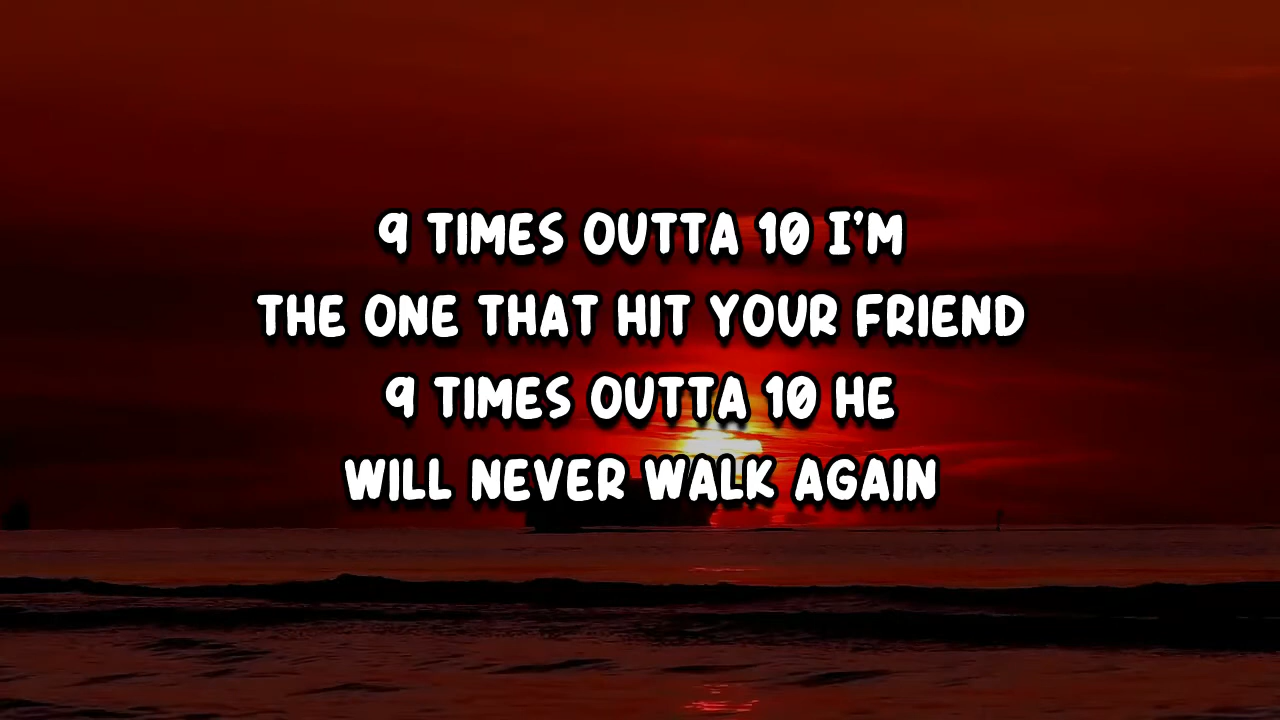 9 TIMES OUTTA 10 I'M
THE ONE THAT HIT YOUR FRIEND
9 TIMES OUTTA 10 HE
WILL NEVER WALK AGAIN